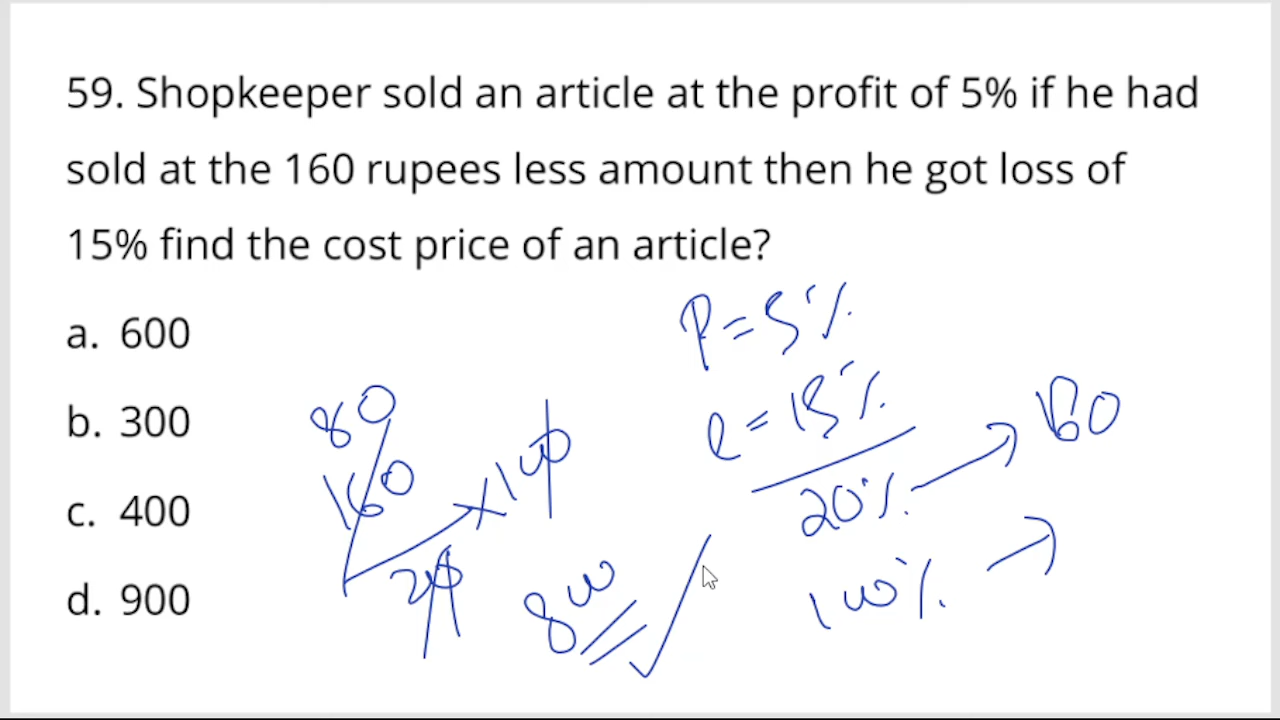 59. Shopkeeper sold an article at the profit of 5% if he had
sold at the 160 rupees less amount then he got loss of
15% find the cost price of an article?
a. 600
b. 300
c. 400
d. 900
P = 5%
l = 15%
20% → 160
100% →
80
160
× 100
20
800